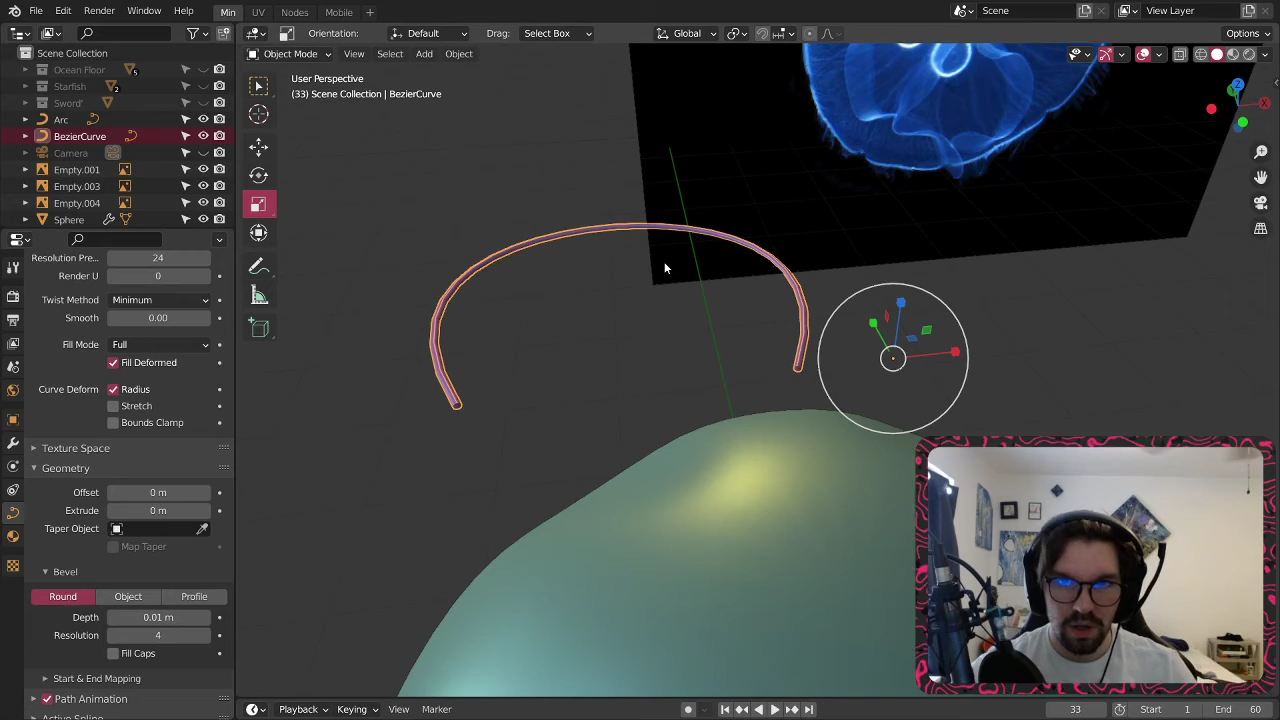 File Edit Render Window Help Min UV Nodes Mobile + Scene View Layer
Orientation: Default Drag: Select Box Global Options
Object Mode View Select Add Object
User Perspective
(33) Scene Collection | BezierCurve
Scene Collection
Ocean Floor 5
Starfish 2
Sword'
Arc
BezierCurve
Camera
Empty.001
Empty.003
Empty.004
Sphere
Resolution Pre... 24
Render U 0
Twist Method Minimum
Smooth 0.00
Fill Mode Full
Fill Deformed
Curve Deform Radius
Stretch
Bounds Clamp
Texture Space
Geometry
Offset 0 m
Extrude 0 m
Taper Object
Map Taper
Bevel
Round Object Profile
Depth 0.01 m
Resolution 4
Fill Caps
Start & End Mapping
Path Animation
Active Spline
Z
X
Playback Keying View Marker 33 Start 1 End 60